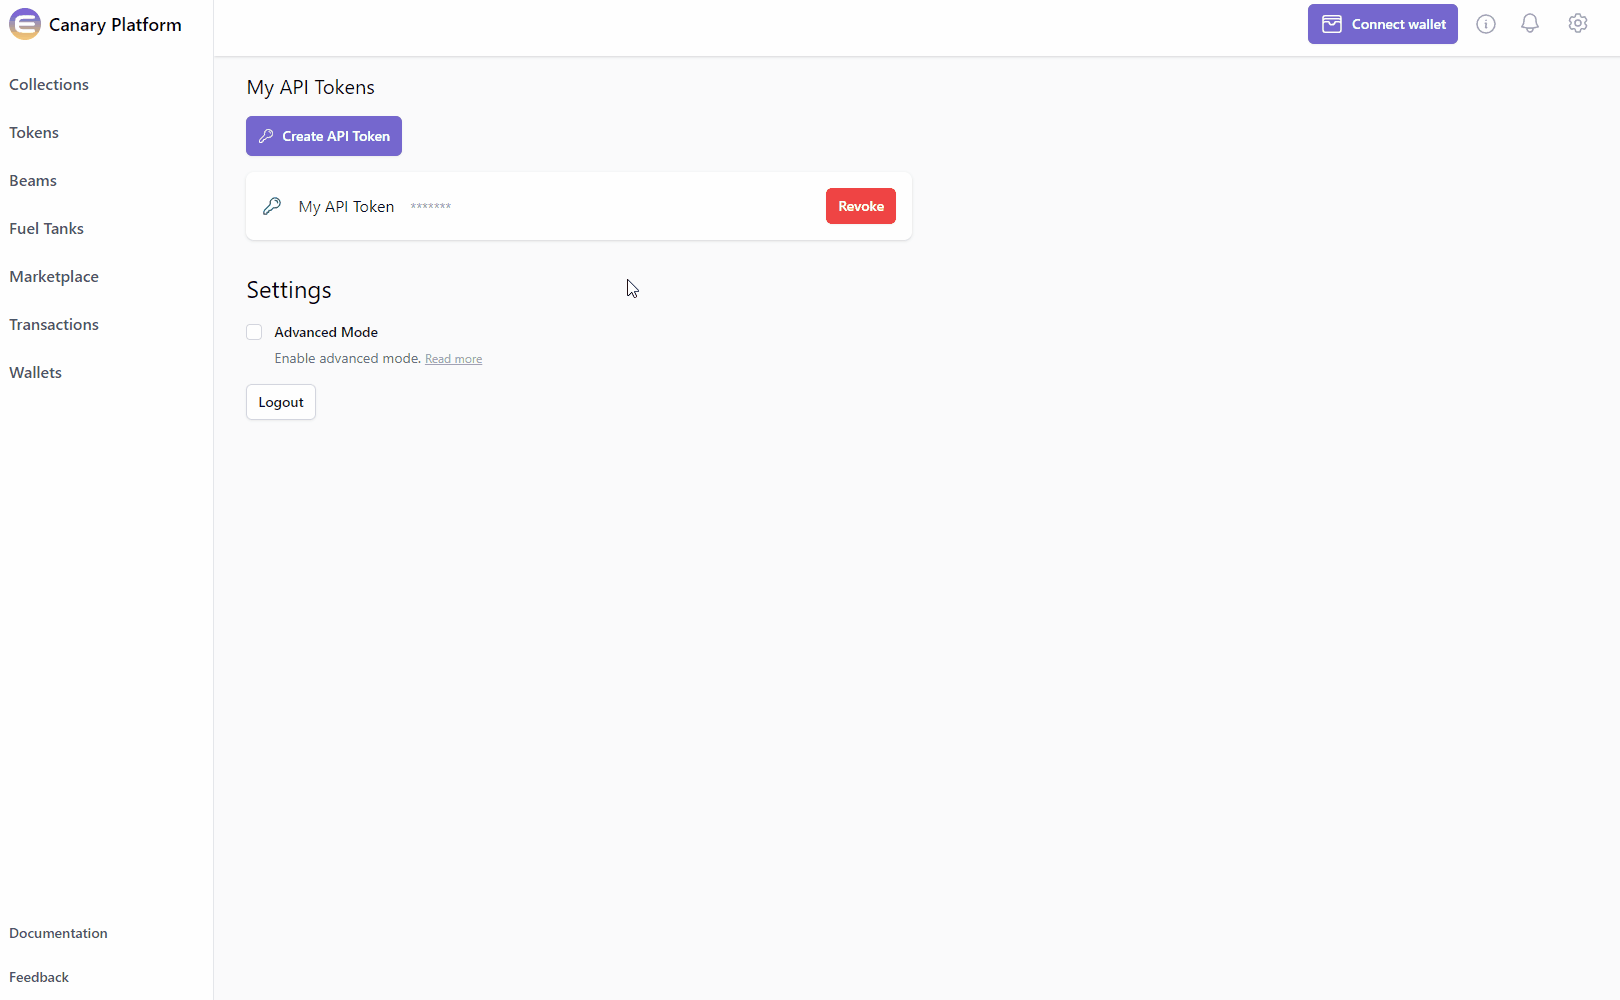 Canary Platform
Connect wallet
Collections
Tokens
Beams
Fuel Tanks
Marketplace
Transactions
Wallets
Documentation
Feedback
My API Tokens
Create API Token
My API Token *******
Revoke
Settings
Advanced Mode
Enable advanced mode. Read more
Logout